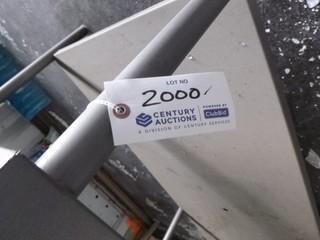 LOT NO
2000
CENTURY
AUCTIONS
POWERED BY
ClubBid
A DIVISION OF CENTURY SERVICES